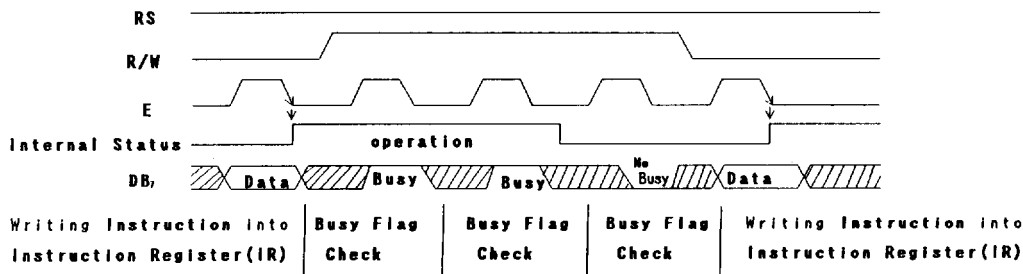 RS
R/W
E
Internal Status operation
DB7 Data Busy Busy No Busy Data
Writing Instruction into Busy Flag Busy Flag Busy Flag Writing Instruction into
Instruction Register(IR) Check Check Check Instruction Register(IR)